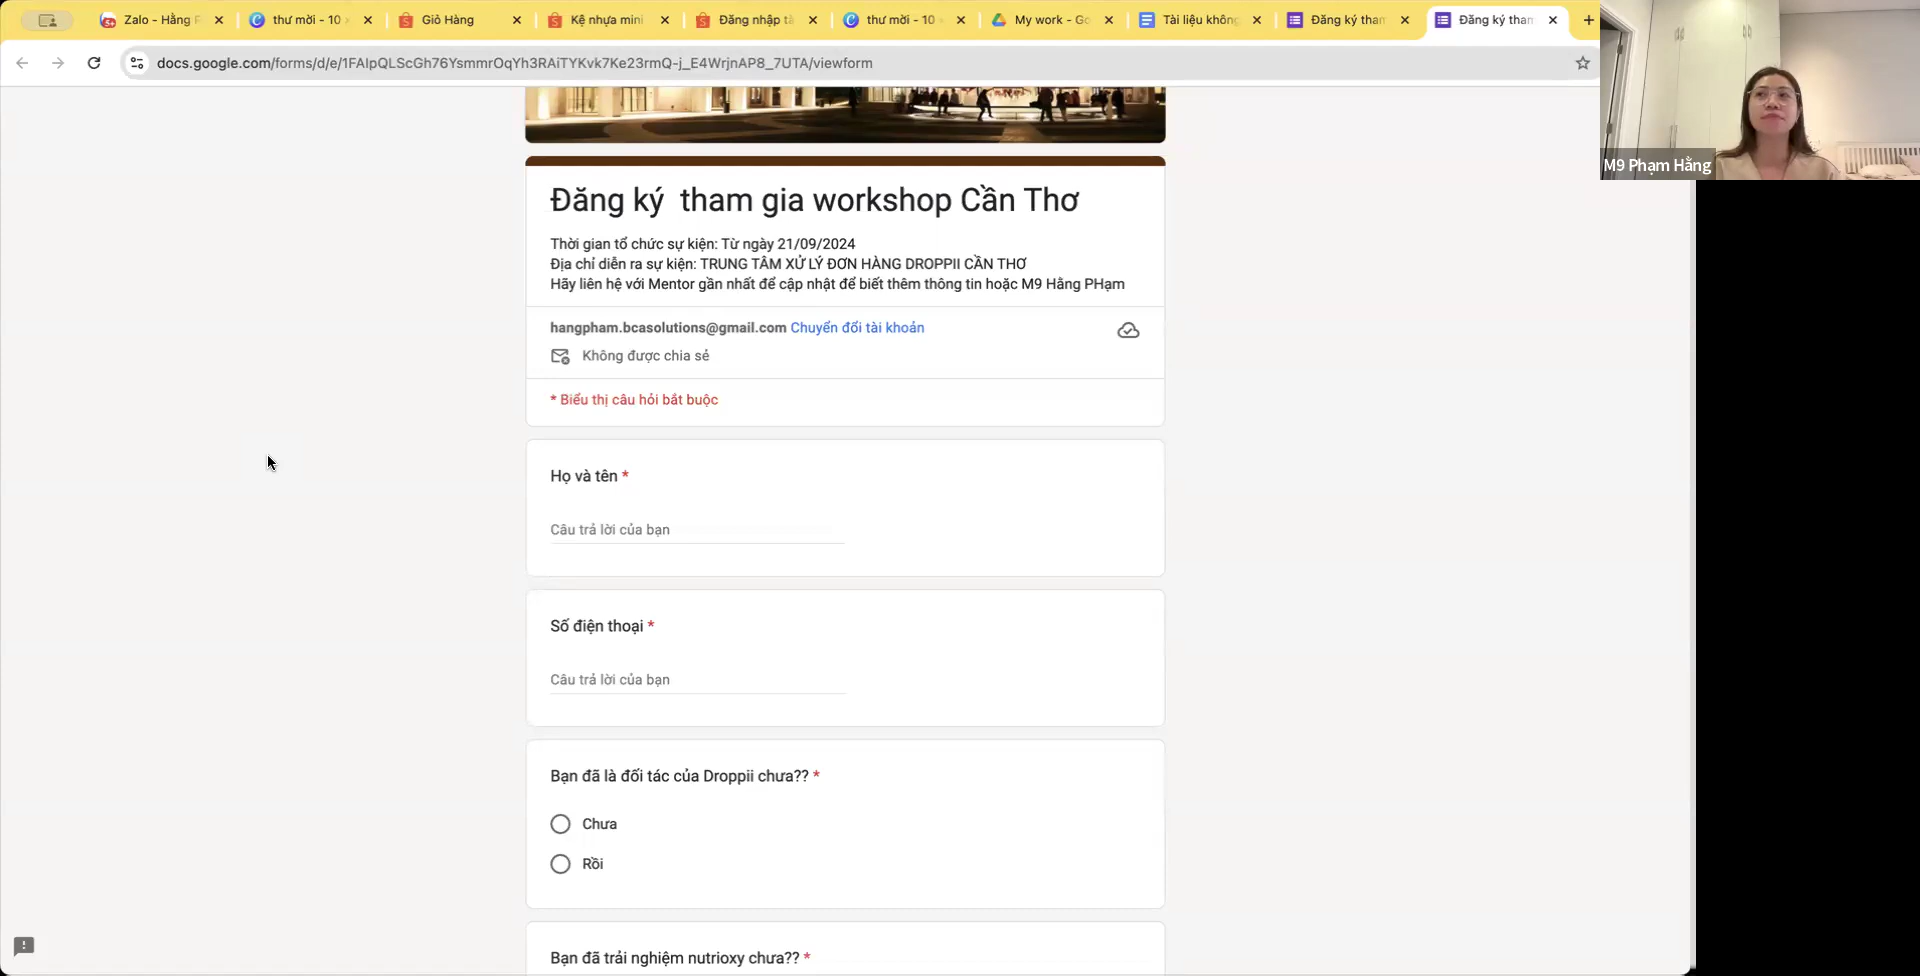 Zalo - Hằng P
thư mời - 10
Giỏ Hàng
Kệ nhựa mini
Đăng nhập tà
thư mời - 10
My work - Go
Tài liệu không
Đăng ký tham
Đăng ký tham
docs.google.com/forms/d/e/1FAIpQLScGh76YsmmrOqYh3RAiTYKvk7Ke23rmQ-j_E4WrjnAP8_7UTA/viewform
M9 Phạm Hằng
Đăng ký tham gia workshop Cần Thơ
Thời gian tổ chức sự kiện: Từ ngày 21/09/2024
Địa chỉ diễn ra sự kiện: TRUNG TÂM XỬ LÝ ĐƠN HÀNG DROPPII CẦN THƠ
Hãy liên hệ với Mentor gần nhất để cập nhật để biết thêm thông tin hoặc M9 Hằng PHạm
hangpham.bcasolutions@gmail.com Chuyển đổi tài khoản
Không được chia sẻ
* Biểu thị câu hỏi bắt buộc
Họ và tên *
Câu trả lời của bạn
Số điện thoại *
Câu trả lời của bạn
Bạn đã là đối tác của Droppii chưa?? *
Chưa
Rồi
Bạn đã trải nghiệm nutrioxy chưa?? *